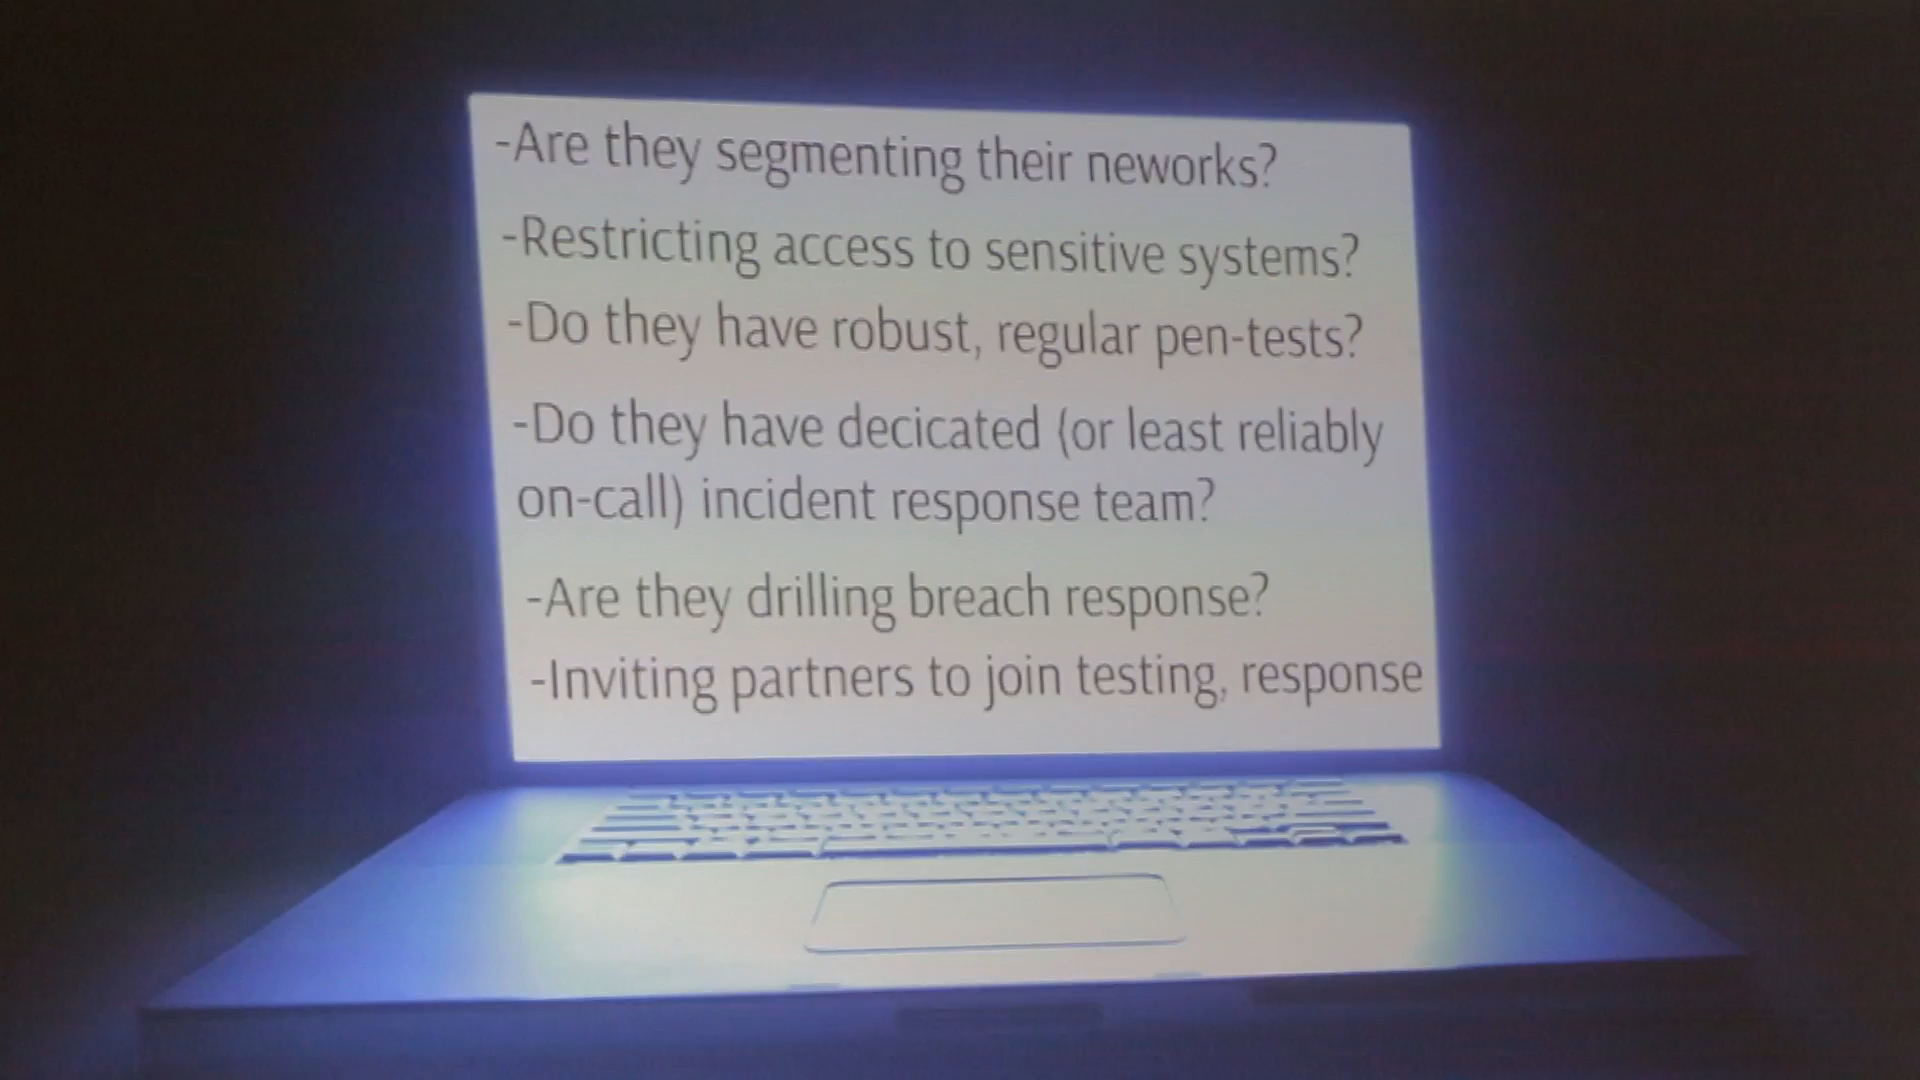 -Are they segmenting their neworks?
-Restricting access to sensitive systems?
-Do they have robust, regular pen-tests?
-Do they have decicated (or least reliably
on-call) incident response team?
-Are they drilling breach response?
-Inviting partners to join testing, response